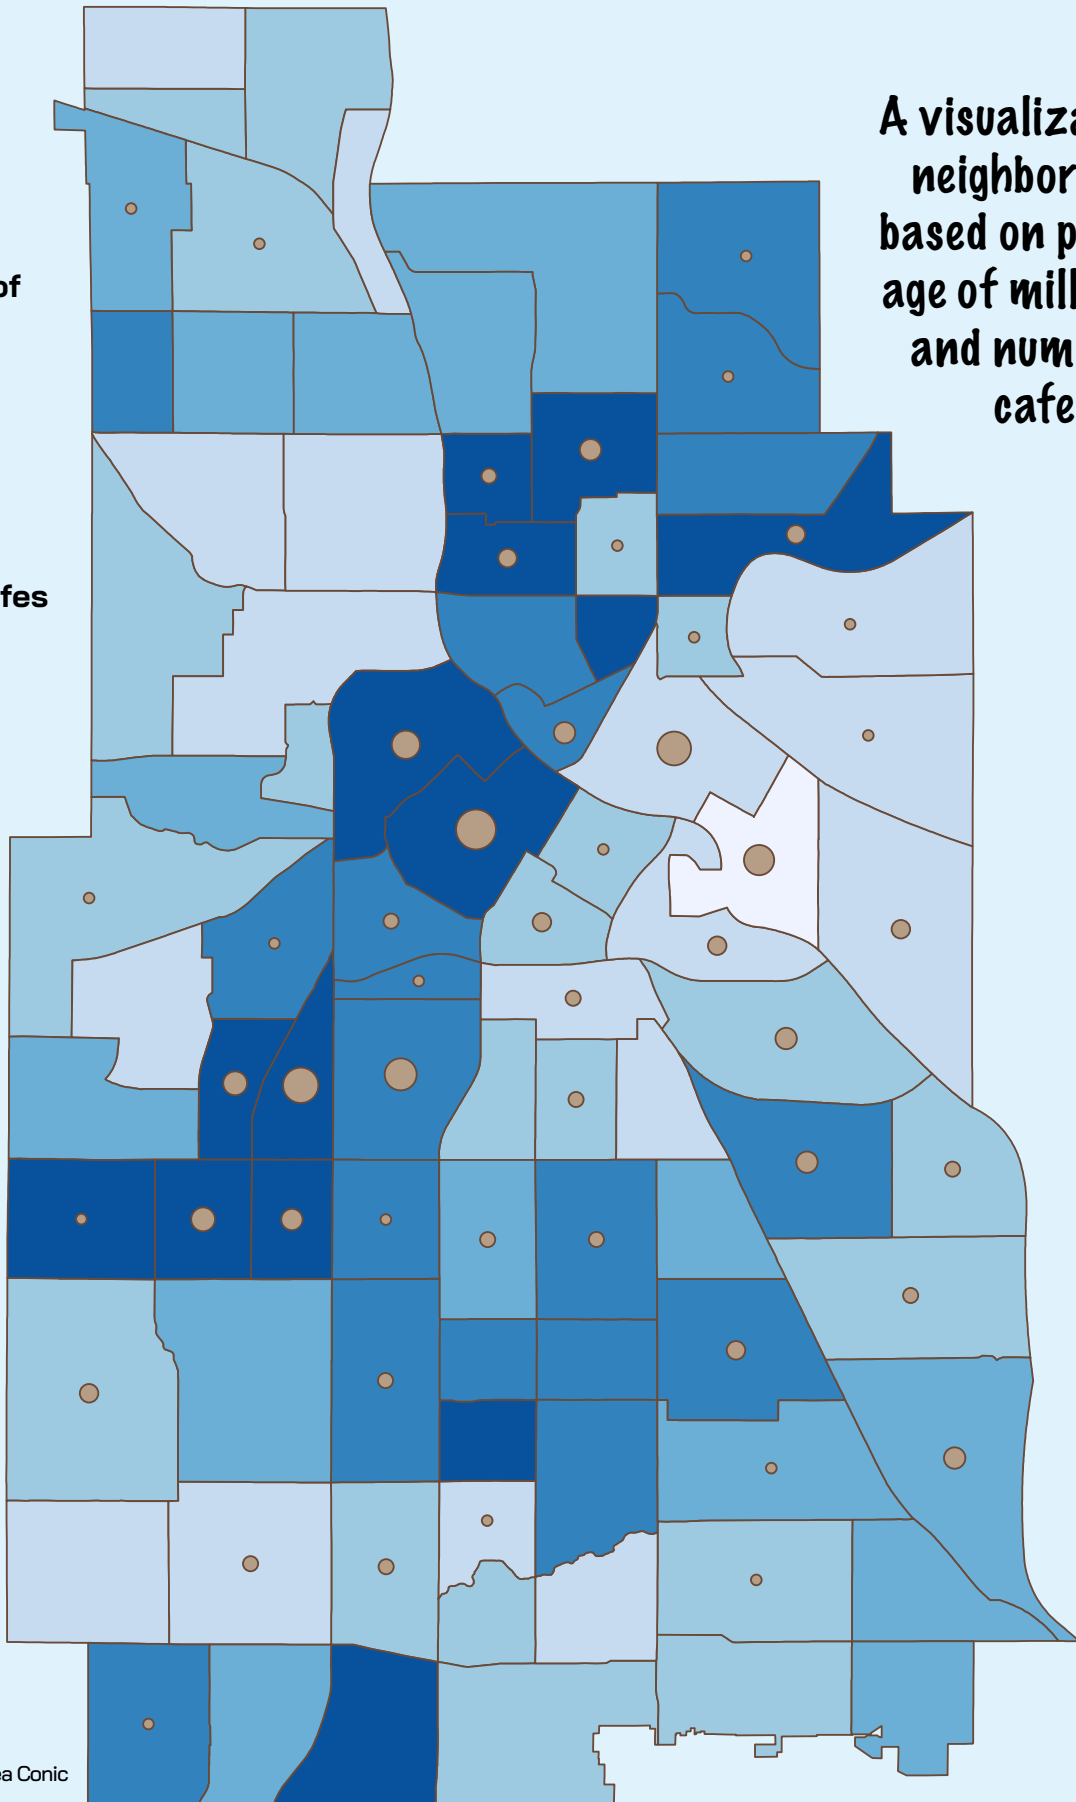 A visualiza
neighbor
based on p
age of mill
and num
cafe
of
fes
ea Conic